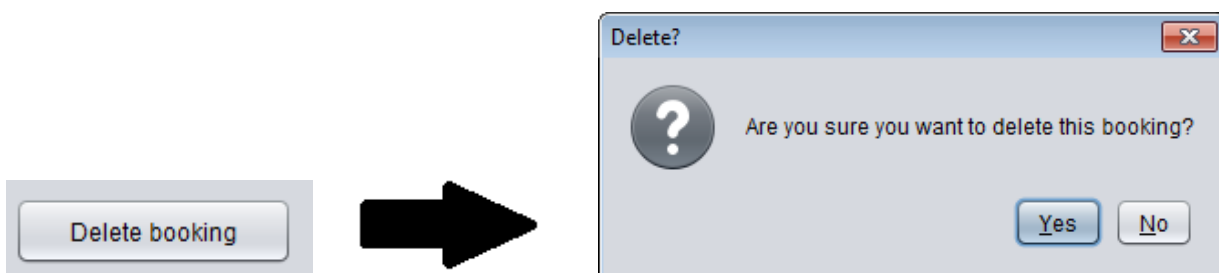 Delete booking
Delete?
Are you sure you want to delete this booking?
Yes
No